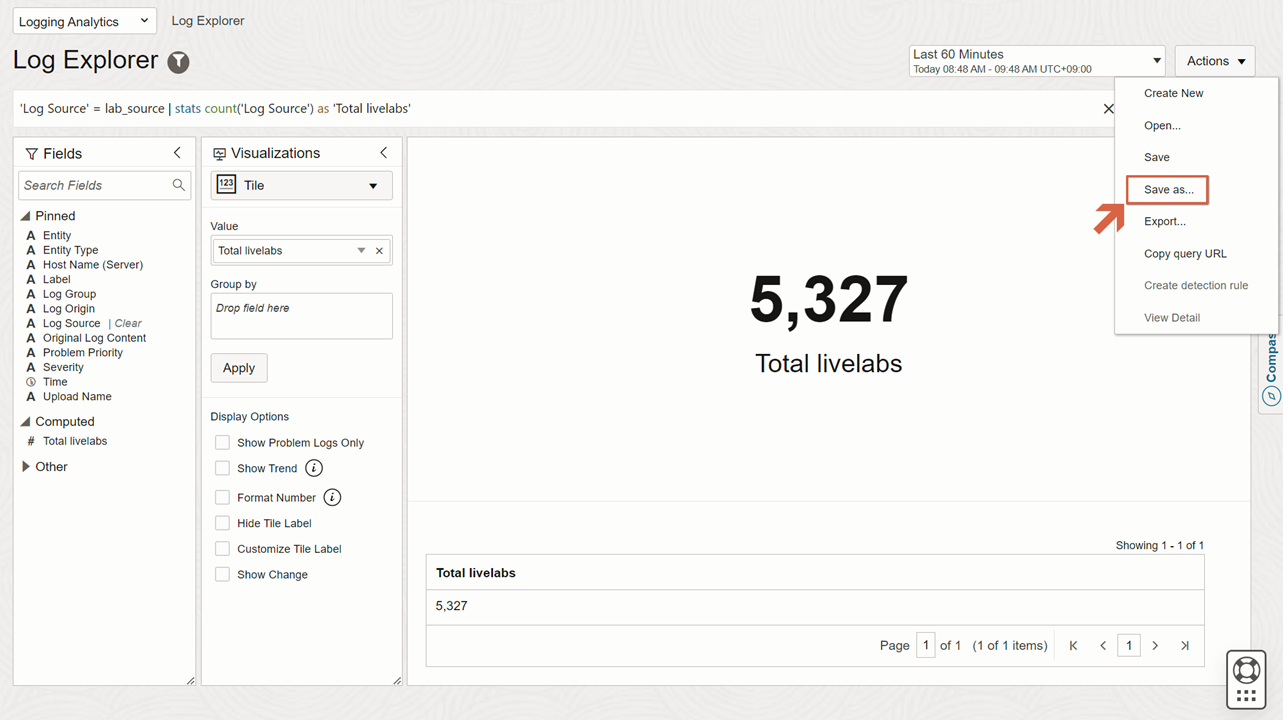 Logging Analytics
Log Explorer
Log Explorer
Last 60 Minutes
Today 08:48 AM - 09:48 AM UTC+09:00
Actions
'Log Source' = lab_source | stats count('Log Source') as 'Total livelabs'
Create New
Open...
Save
Save as...
Export...
Copy query URL
Create detection rule
View Detail
Fields
Search Fields
Pinned
A Entity
A Entity Type
A Host Name (Server)
A Label
A Log Group
A Log Origin
A Log Source | Clear
A Original Log Content
A Problem Priority
A Severity
Time
A Upload Name
Computed
# Total livelabs
Other
Visualizations
123 Tile
Value
Total livelabs
Group by
Drop field here
Apply
Display Options
Show Problem Logs Only
Show Trend i
Format Number i
Hide Tile Label
Customize Tile Label
Show Change
5,327
Total livelabs
Showing 1 - 1 of 1
Total livelabs
5,327
Page 1 of 1 (1 of 1 items) 1
Compas